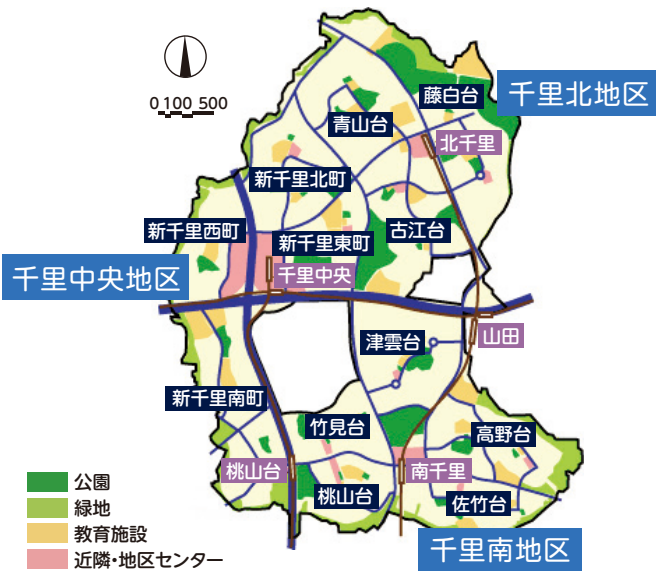 0 100 500
藤白台
千里北地区
青山台
北千里
新千里北町
新千里西町
新千里東町
古江台
千里中央地区
千里中央
津雲台
山田
新千里南町
竹見台
高野台
桃山台
南千里
桃山台
佐竹台
千里南地区
公園
緑地
教育施設
近隣・地区センター